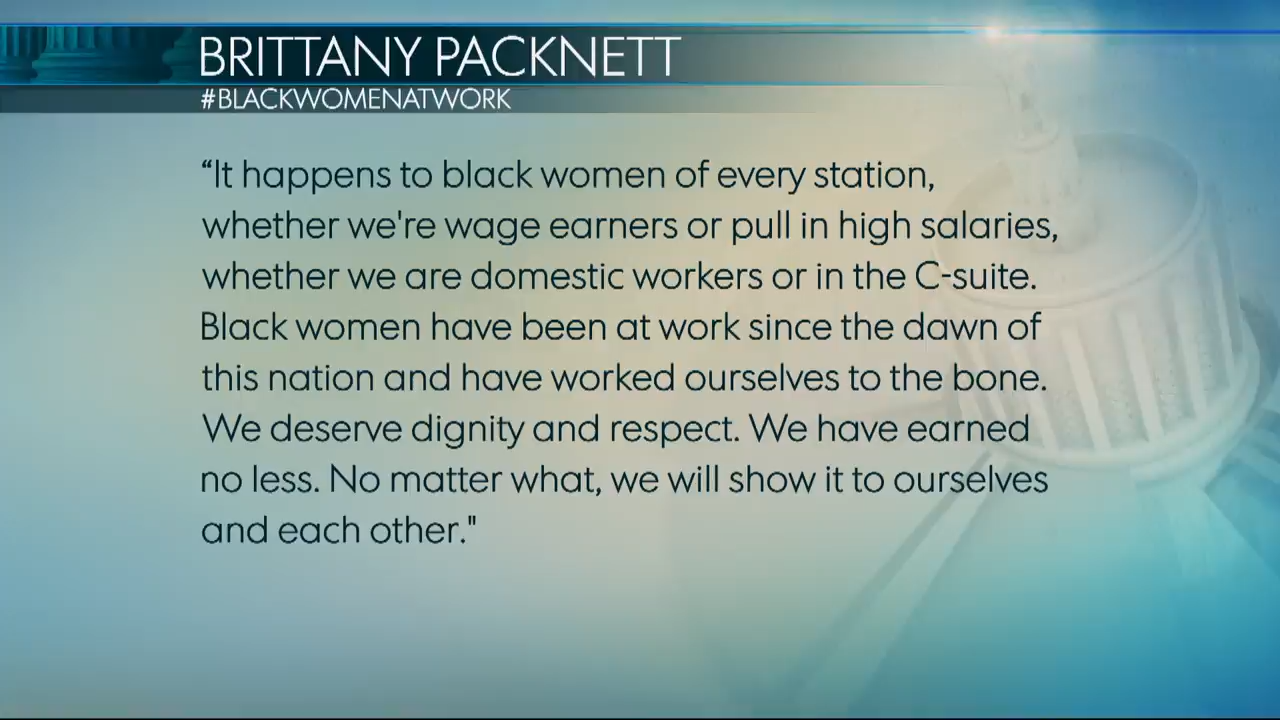 BRITTANY PACKNETT
#BLACKWOMENATWORK
“It happens to black women of every station,
whether we're wage earners or pull in high salaries,
whether we are domestic workers or in the C-suite.
Black women have been at work since the dawn of
this nation and have worked ourselves to the bone.
We deserve dignity and respect. We have earned
no less. No matter what, we will show it to ourselves
and each other."